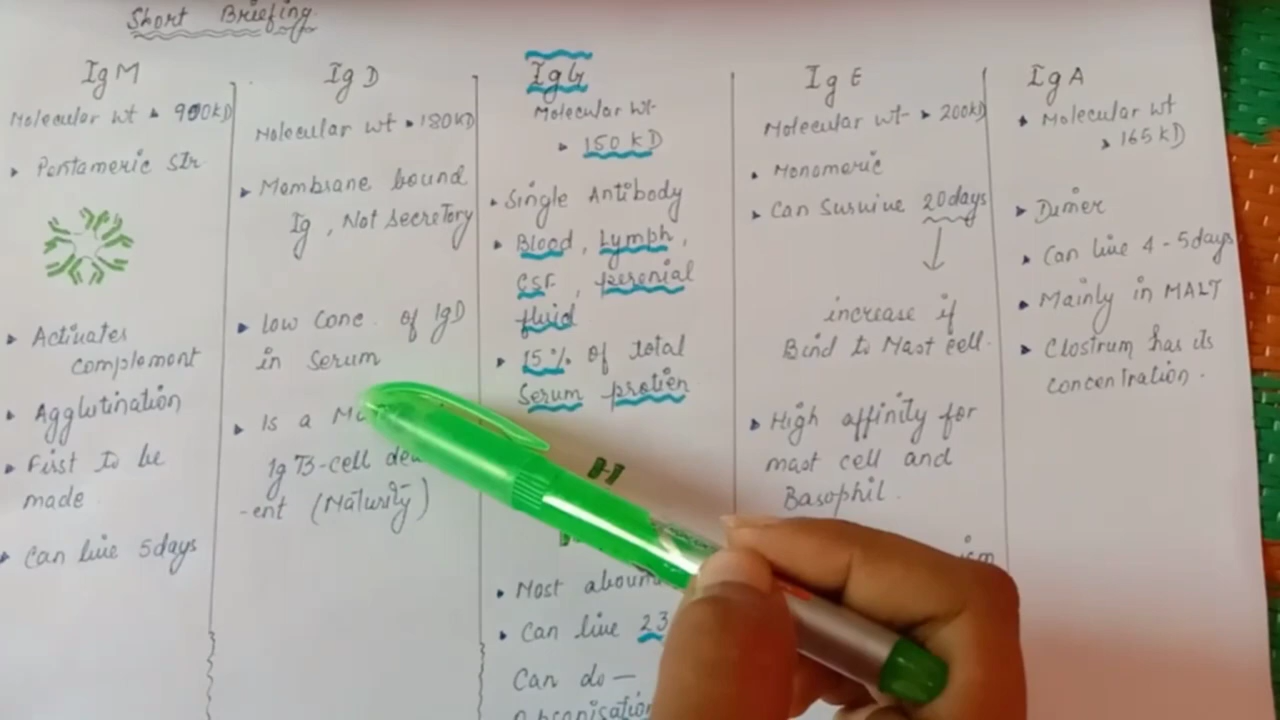 Short Briefing
IgM
Molecular wt 900kD
Pentameric Str.
Activates
complement
Agglutination
First to be
made
Can live 5days
IgD
Molecular wt 180KD
Membrane bound
Ig, Not secretory
low conc. of IgD
in Serum
Is a
Ig B-cell
-ent (Maturity)
IgG
Molecular wt-
150 kD
Single Antibody
Blood, Lymph,
CSF, peronial
fluid
15% of total
Serum protien
Most
Can live 23
Can do —
IgE
Molecular wt- 200kD
Monomeric
Can Survive 20days
increase if
Bind to Mast cell.
High affinity for
mast cell and
Basophil.
IgA
Molecular wt
165 kD
Dimer
Can live 4-5days
Mainly in MALT
Clostrum has its
concentration.